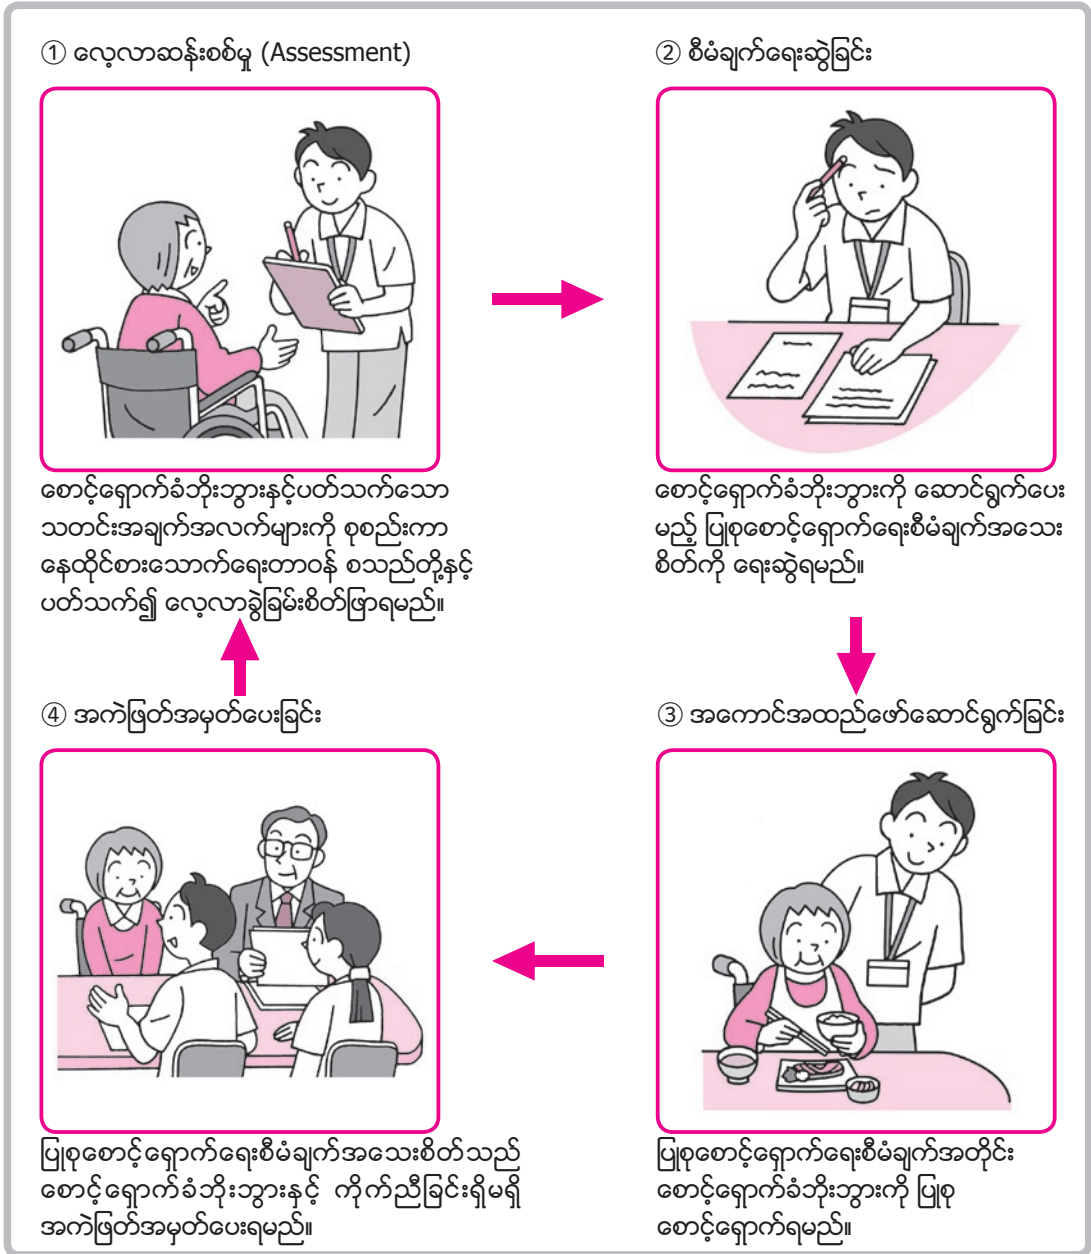 ① လေ့လာဆန်းစစ်မှု (Assessment)
စောင့်ရှောက်ခံဘိုးဘွားနှင့်ပတ်သက်သော
သတင်းအချက်အလက်များကို စုစည်းကာ
နေထိုင်စားသောက်ရေးတာဝန် စသည်တို့နှင့်
ပတ်သက်၍ လေ့လာခွဲခြမ်းစိတ်ဖြာရမည်။
② စီမံချက်ရေးဆွဲခြင်း
စောင့်ရှောက်ခံဘိုးဘွားကို ဆောင်ရွက်ပေး
မည့် ပြုစုစောင့်ရှောက်ရေးစီမံချက်အသေး
စိတ်ကို ရေးဆွဲရမည်။
③ အကောင်အထည်ဖော်ဆောင်ရွက်ခြင်း
ပြုစုစောင့်ရှောက်ရေးစီမံချက်အတိုင်း
စောင့်ရှောက်ခံဘိုးဘွားကို ပြုစု
စောင့်ရှောက်ရမည်။
④ အကဲဖြတ်အမှတ်ပေးခြင်း
ပြုစုစောင့်ရှောက်ရေးစီမံချက်အသေးစိတ်သည်
စောင့်ရှောက်ခံဘိုးဘွားနှင့် ကိုက်ညီခြင်းရှိမရှိ
အကဲဖြတ်အမှတ်ပေးရမည်။